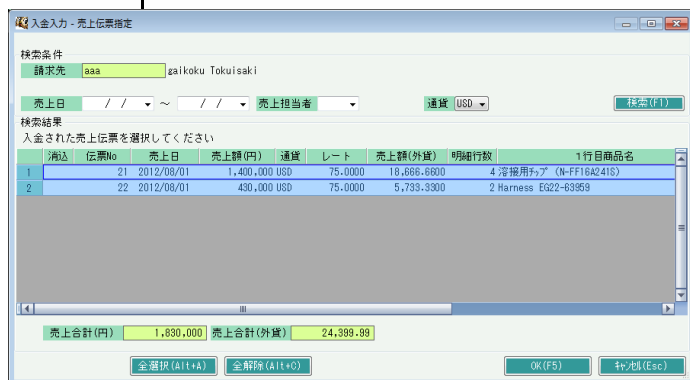 入金入力 - 売上伝票指定
検索条件
請求先 aaa gaikoku Tokuisaki
売上日 / / ～ / / 売上担当者 通貨 USD 検索(F1)
検索結果
入金された売上伝票を選択してください
消込 伝票No 売上日 売上額(円) 通貨 レート 売上額(外貨) 明細行数 1行目商品名
1 21 2012/08/01 1,400,000 USD 75.0000 18,666.6600 4 溶接用ﾁｯﾌﾟ (N-FF16A241S)
2 22 2012/08/01 430,000 USD 75.0000 5,733.3300 2 Harness EG22-63959
売上合計(円) 1,830,000 売上合計(外貨) 24,399.99
全選択(Alt+A) 全解除(Alt+C) OK(F5) ｷｬﾝｾﾙ(Esc)